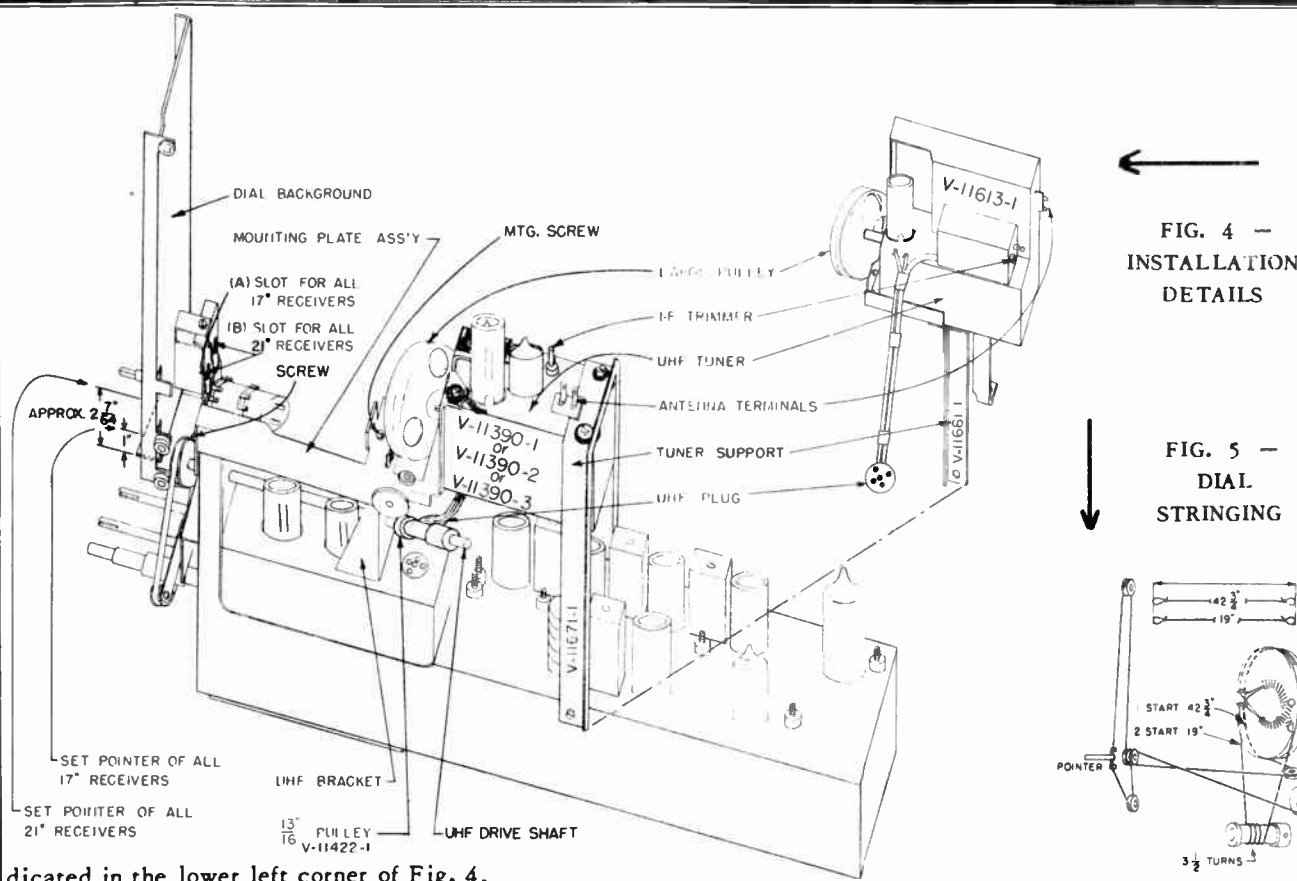 DIAL BACKGROUND
MOUNTING PLATE ASS'Y
(A) SLOT FOR ALL
17" RECEIVERS
(B) SLOT FOR ALL
21" RECEIVERS
SCREW
APPROX. 2 7/64"
1"
MTG. SCREW
LARGE PULLEY
I-F TRIMMER
UHF TUNER
ANTENNA TERMINALS
TUNER SUPPORT
UHF PLUG
V-11390-1
or
V-11390-2
or
V-11390-3
V-11671-1
V-11613-1
V-11661-1
FIG. 4 —
INSTALLATION
DETAILS
FIG. 5 —
DIAL
STRINGING
42 3/4"
19"
1 START 42 3/4"
2 START 19"
POINTER
3 1/2 TURNS
SET POINTER OF ALL
17" RECEIVERS
SET POINTER OF ALL
21" RECEIVERS
UHF BRACKET
13/16" PULLEY
V-11422-1
UHF DRIVE SHAFT
dicated in the lower left corner of Fig. 4.